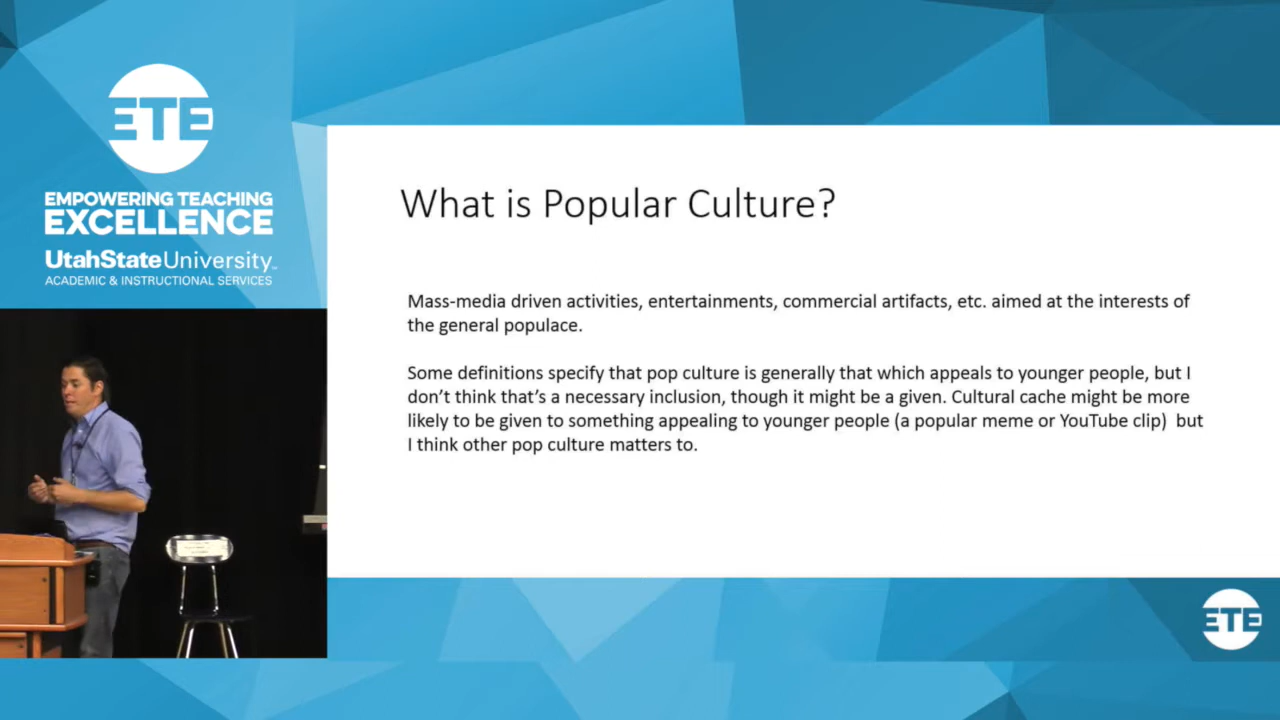 ETE
EMPOWERING TEACHING
EXCELLENCE
UtahStateUniversity
ACADEMIC & INSTRUCTIONAL SERVICES
What is Popular Culture?
Mass-media driven activities, entertainments, commercial artifacts, etc. aimed at the interests of
the general populace.
Some definitions specify that pop culture is generally that which appeals to younger people, but I
don't think that's a necessary inclusion, though it might be a given. Cultural cache might be more
likely to be given to something appealing to younger people (a popular meme or YouTube clip)  but
I think other pop culture matters to.
ETE